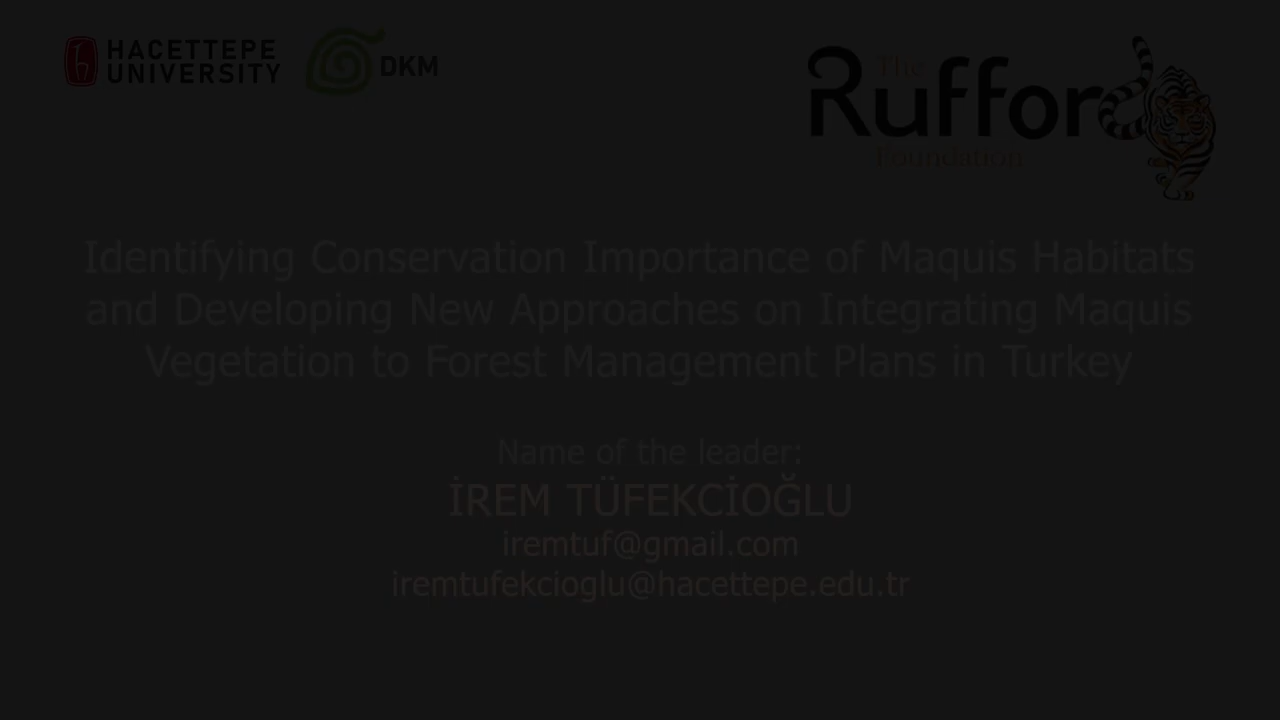 HACETTEPE
UNIVERSITY
DKM
The
Rufford
Foundation
Identifying Conservation Importance of Maquis Habitats
and Developing New Approaches on Integrating Maquis
Vegetation to Forest Management Plans in Turkey
Name of the leader:
İREM TÜFEKCİOĞLU
iremtuf@gmail.com
iremtufekcioglu@hacettepe.edu.tr